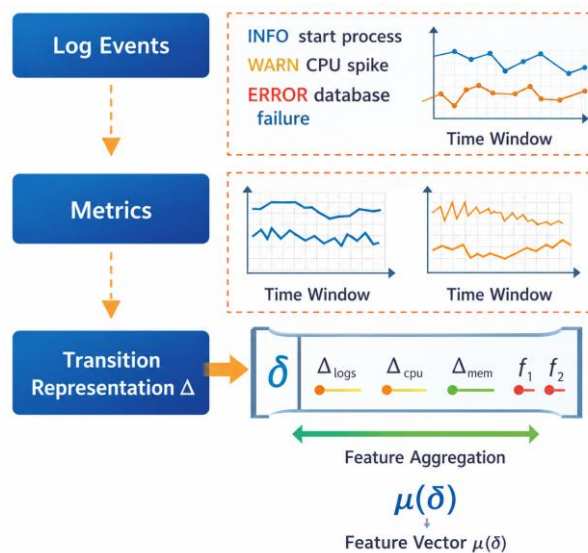 Log Events
INFO start process
WARN CPU spike
ERROR database
failure
Time Window
Metrics
Time Window
Time Window
Transition
Representation Δ
δ
Δlogs
Δcpu
Δmem
f1
f2
Feature Aggregation
μ(δ)
Feature Vector μ(δ)